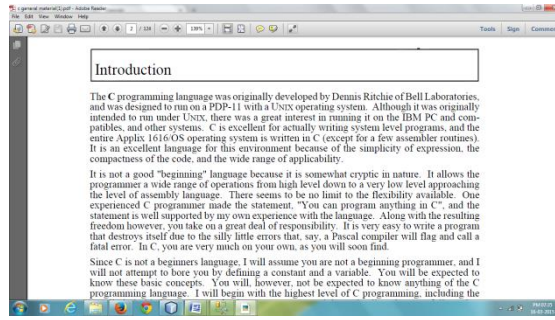 c general material(1).pdf - Adobe Reader
File Edit View Window Help
2 / 124
138%
Tools Sign Comment
Introduction
The C programming language was originally developed by Dennis Ritchie of Bell Laboratories,
and was designed to run on a PDP-11 with a UNIX operating system. Although it was originally
intended to run under UNIX, there was a great interest in running it on the IBM PC and com-
patibles, and other systems. C is excellent for actually writing system level programs, and the
entire Applix 1616/OS operating system is written in C (except for a few assembler routines).
It is an excellent language for this environment because of the simplicity of expression, the
compactness of the code, and the wide range of applicability.
It is not a good "beginning" language because it is somewhat cryptic in nature. It allows the
programmer a wide range of operations from high level down to a very low level approaching
the level of assembly language. There seems to be no limit to the flexibility available. One
experienced C programmer made the statement, "You can program anything in C", and the
statement is well supported by my own experience with the language. Along with the resulting
freedom however, you take on a great deal of responsibility. It is very easy to write a program
that destroys itself due to the silly little errors that, say, a Pascal compiler will flag and call a
fatal error. In C, you are very much on your own, as you will soon find.
Since C is not a beginners language, I will assume you are not a beginning programmer, and I
will not attempt to bore you by defining a constant and a variable. You will be expected to
know these basic concepts. You will, however, not be expected to know anything of the C
programming language. I will begin with the highest level of C programming, including the